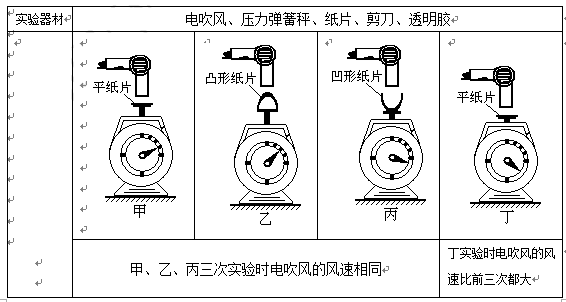 实验器材
电吹风、压力弹簧秤、纸片、剪刀、透明胶
平纸片
凸形纸片
凹形纸片
平纸片
甲
乙
丙
丁
甲、乙、丙三次实验时电吹风的风速相同
丁实验时电吹风的风
速比前三次都大